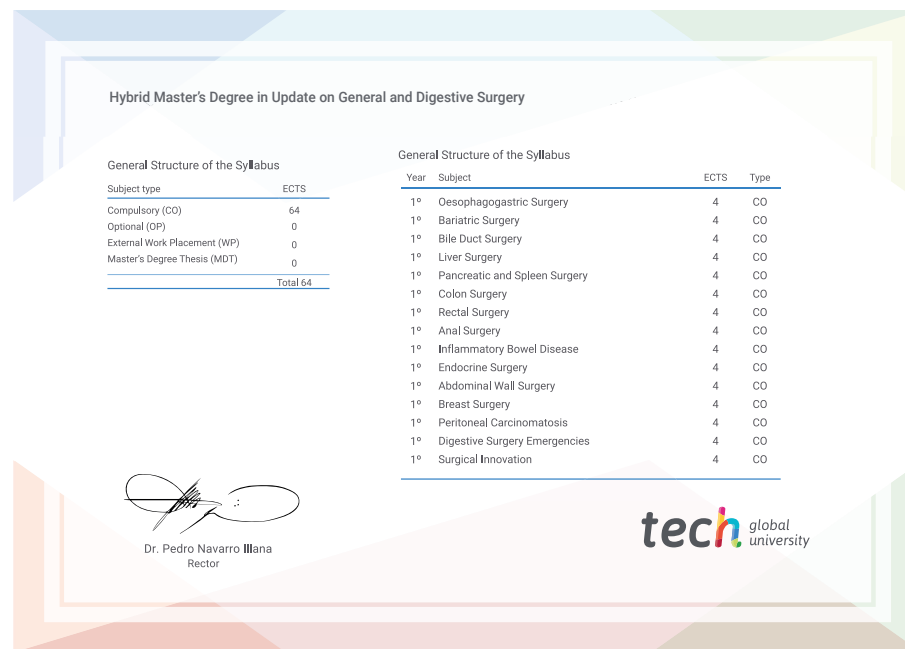 Hybrid Master's Degree in Update on General and Digestive Surgery
General Structure of the Syllabus
Subject type ECTS
Compulsory (CO) 64
Optional (OP) 0
External Work Placement (WP) 0
Master's Degree Thesis (MDT) 0
Total 64
General Structure of the Syllabus
Year Subject ECTS Type
1º Oesophagogastric Surgery 4 CO
1º Bariatric Surgery 4 CO
1º Bile Duct Surgery 4 CO
1º Liver Surgery 4 CO
1º Pancreatic and Spleen Surgery 4 CO
1º Colon Surgery 4 CO
1º Rectal Surgery 4 CO
1º Anal Surgery 4 CO
1º Inflammatory Bowel Disease 4 CO
1º Endocrine Surgery 4 CO
1º Abdominal Wall Surgery 4 CO
1º Breast Surgery 4 CO
1º Peritoneal Carcinomatosis 4 CO
1º Digestive Surgery Emergencies 4 CO
1º Surgical Innovation 4 CO
Dr. Pedro Navarro Illana
Rector
tech global
university